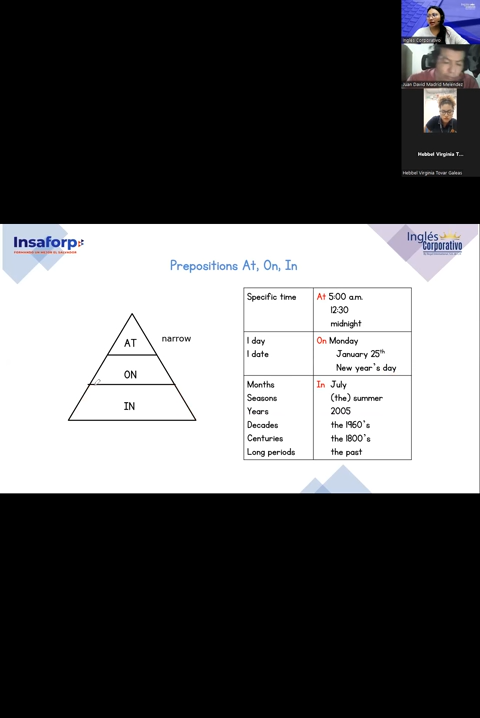 Inglés Corporativo
Juan David Madrid Melendez
Hebbel Virginia T...
Hebbel Virginia Tovar Galeas
Insaforp
Inglés
Corporativo
Prepositions At, On, In
AT
narrow
ON
IN
Specific time
At 5:00 a.m.
12:30
midnight
1 day
On Monday
1 date
January 25th
New year's day
Months
In July
Seasons
(the) summer
Years
2005
Decades
the 1960's
Centuries
the 1800's
Long periods
the past